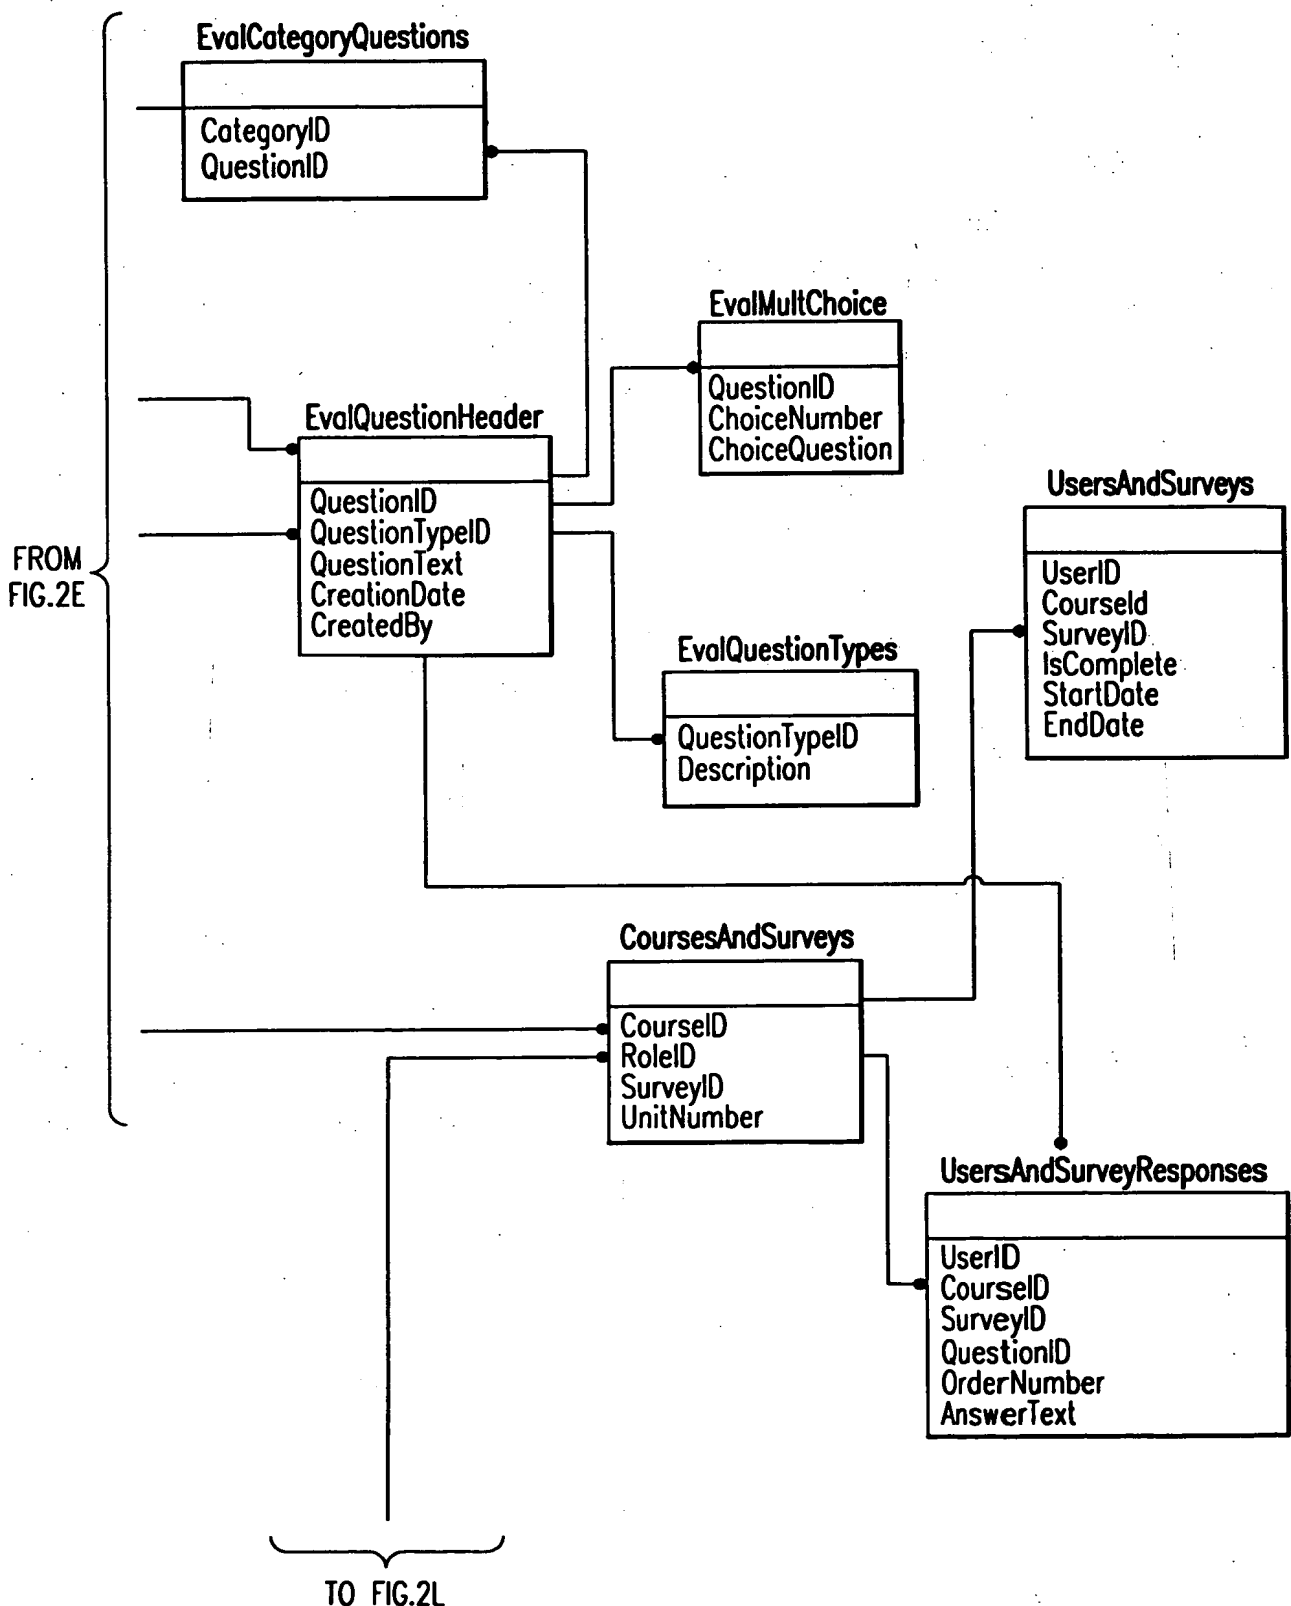 EvalCategoryQuestions
CategoryID
QuestionID
EvalMultChoice
QuestionID
ChoiceNumber
ChoiceQuestion
EvalQuestionHeader
QuestionID
QuestionTypeID
QuestionText
CreationDate
CreatedBy
FROM
FIG.2E
UsersAndSurveys
UserID
CourseId
SurveyID
IsComplete
StartDate
EndDate
EvalQuestionTypes
QuestionTypeID
Description
CoursesAndSurveys
CourseID
RoleID
SurveyID
UnitNumber
UsersAndSurveyResponses
UserID
CourseID
SurveyID
QuestionID
OrderNumber
AnswerText
TO FIG.2L